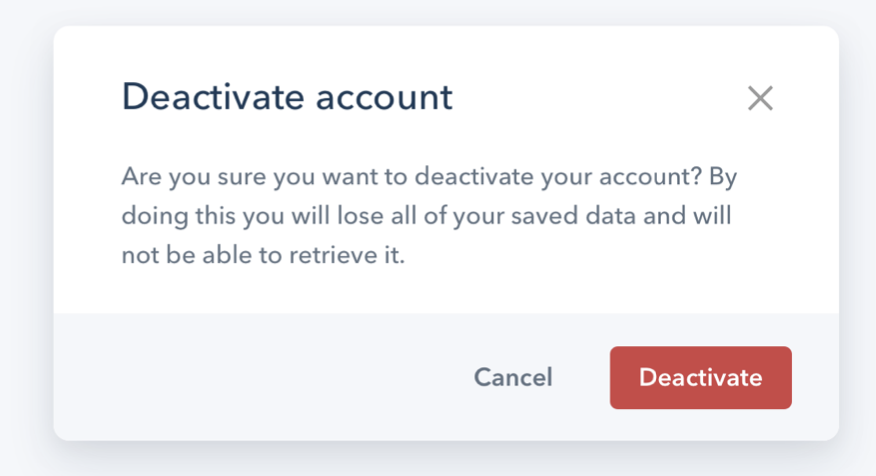 Deactivate account
Are you sure you want to deactivate your account? By
doing this you will lose all of your saved data and will
not be able to retrieve it.
Cancel
Deactivate